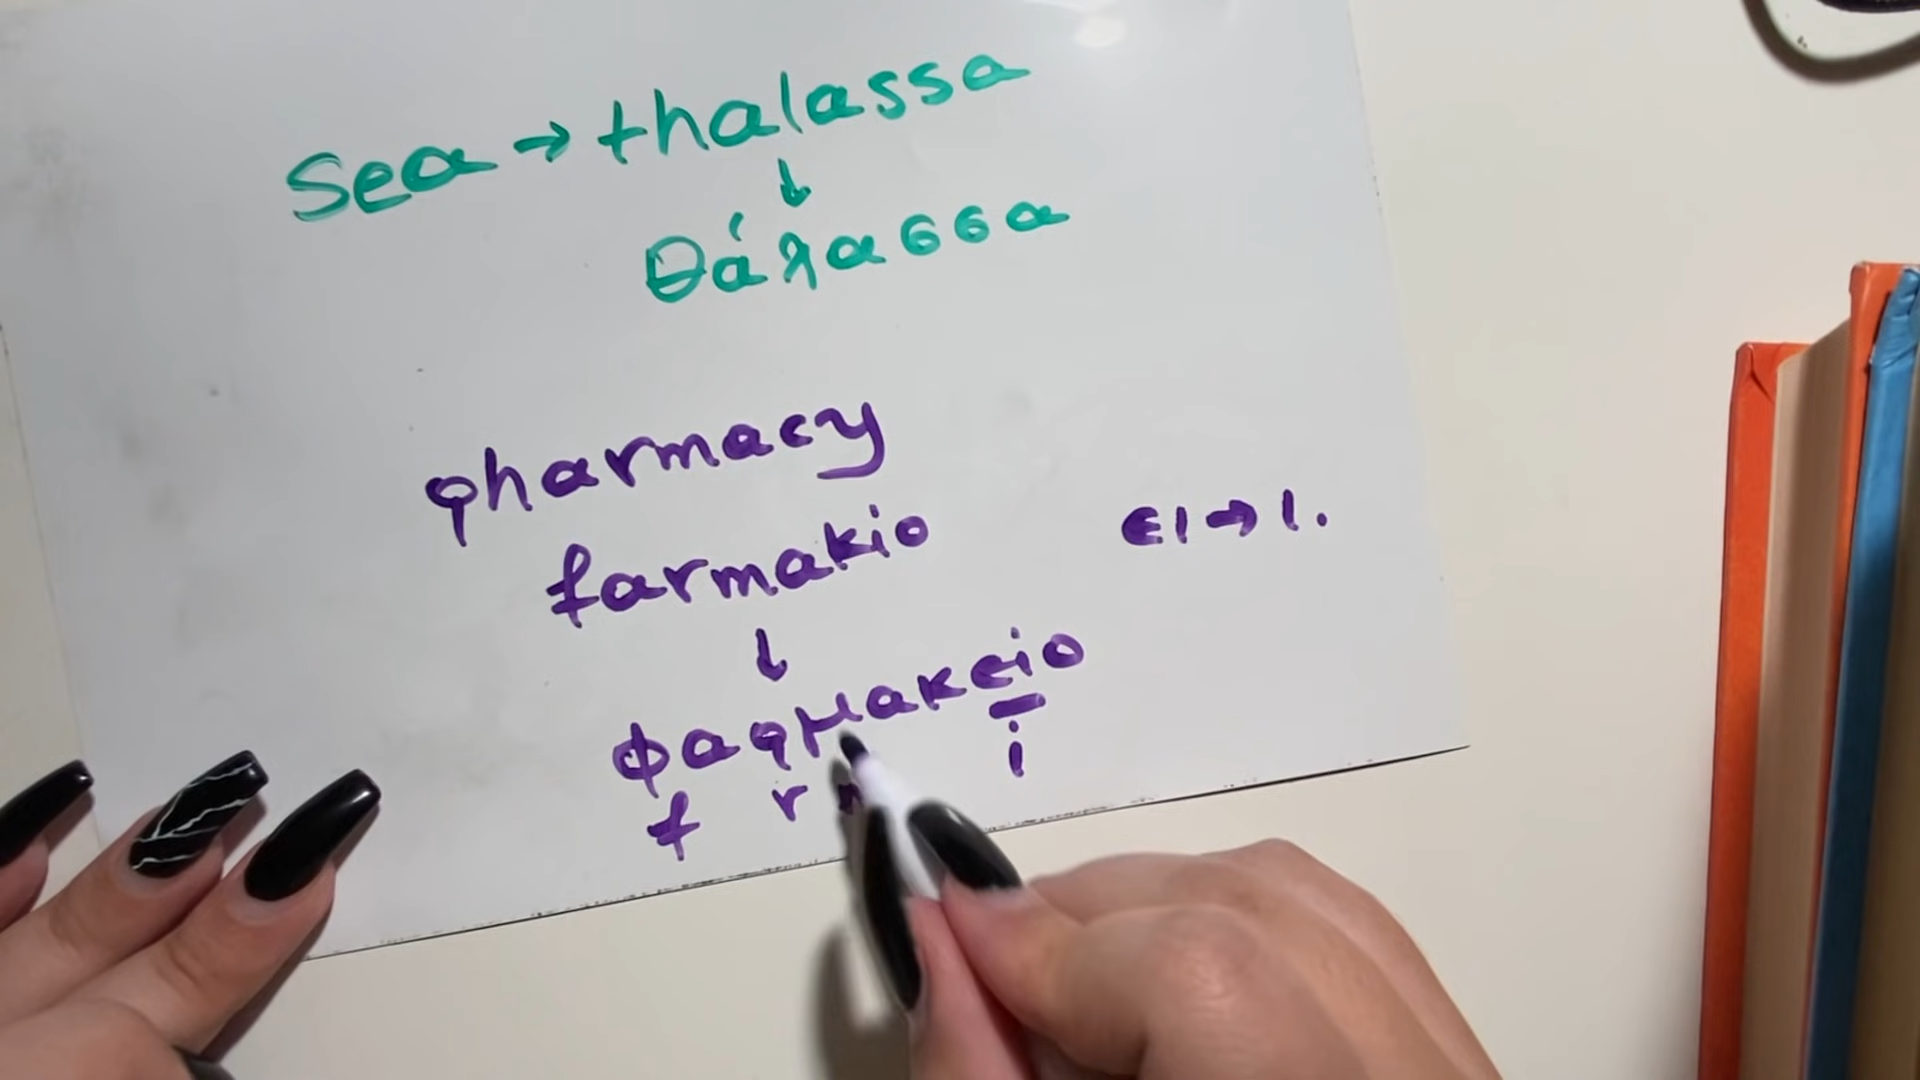 Sea → thalassa
↓
θάλασσα
pharmacy
farmakio
ει → ι.
↓
φαρμακείο
f r i